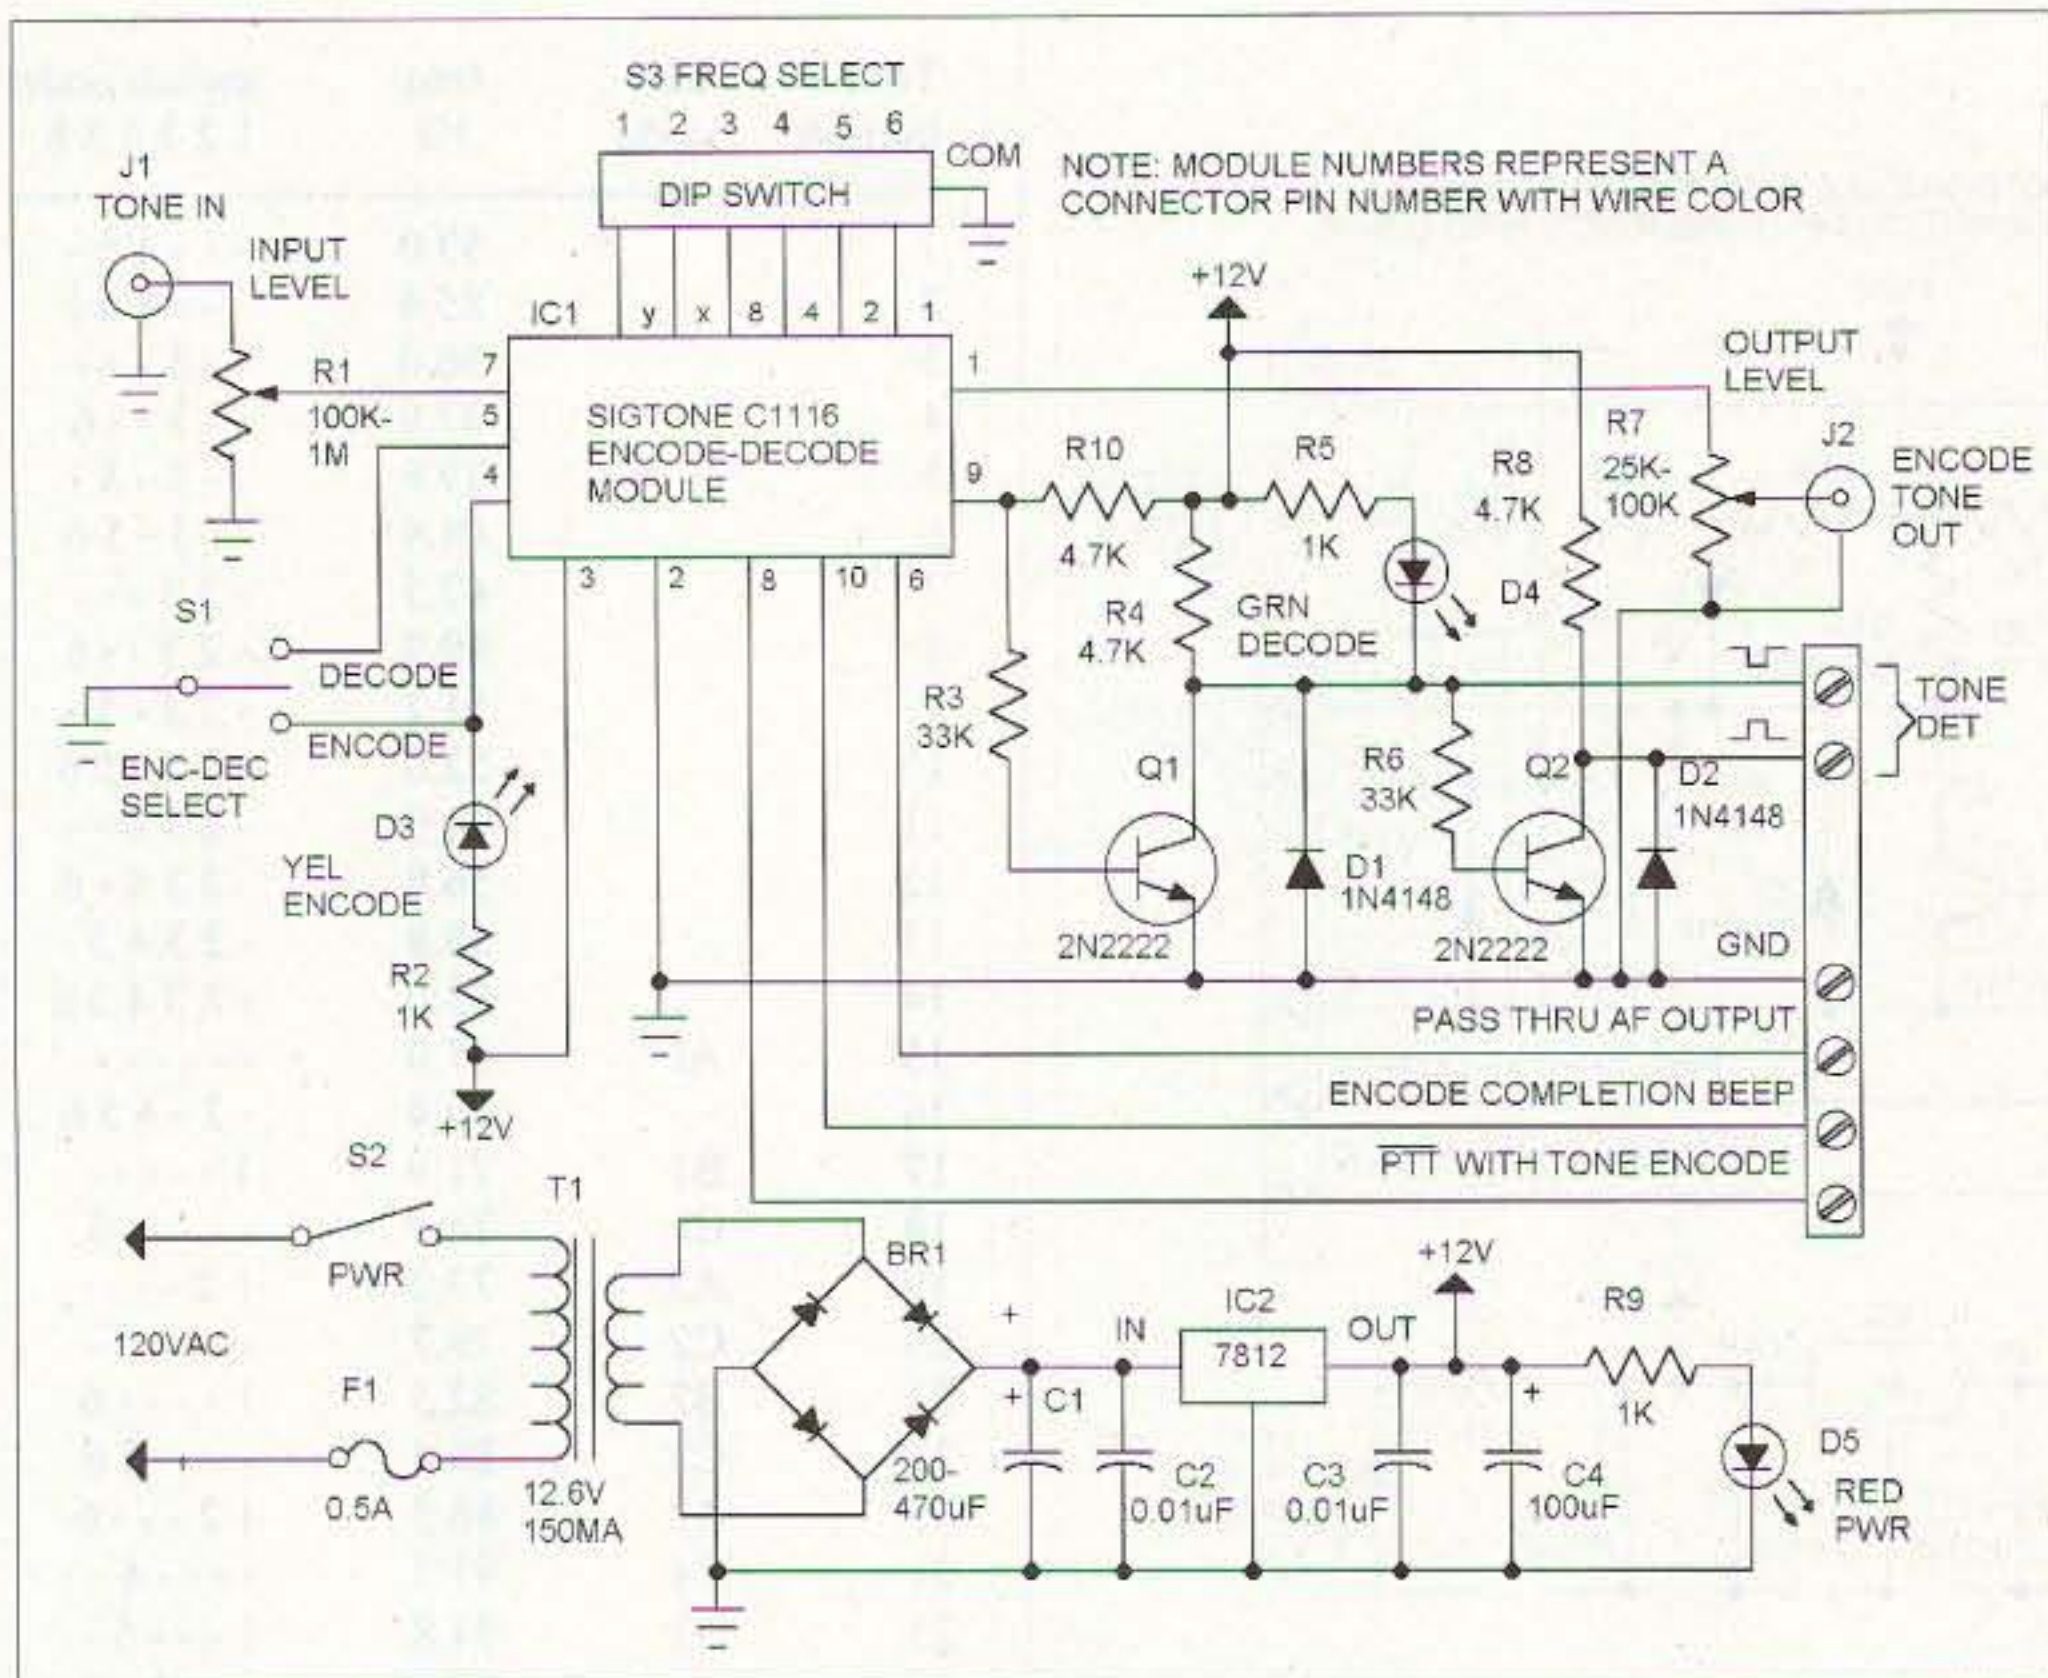 S3 FREQ SELECT
1 2 3 4 5 6
COM
DIP SWITCH
NOTE: MODULE NUMBERS REPRESENT A
CONNECTOR PIN NUMBER WITH WIRE COLOR
J1
TONE IN
INPUT
LEVEL
R1
100K-
1M
IC1
y x 8 4 2 1
7
5
4
SIGTONE C1116
ENCODE-DECODE
MODULE
1
9
3 2 8 10 6
+12V
OUTPUT
LEVEL
R10
4.7K
R5
1K
R8
4.7K
R7
25K-
100K
J2
ENCODE
TONE
OUT
R4
4.7K
GRN
DECODE
D4
S1
DECODE
ENCODE
ENC-DEC
SELECT
R3
33K
Q1
2N2222
D1
1N4148
R6
33K
Q2
2N2222
D2
1N4148
TONE
DET
D3
YEL
ENCODE
R2
1K
+12V
GND
PASS THRU AF OUTPUT
ENCODE COMPLETION BEEP
PTT WITH TONE ENCODE
S2
PWR
120VAC
F1
0.5A
T1
12.6V
150MA
BR1
+
+ C1
200-
470uF
IN
IC2
7812
OUT
+12V
C2
0.01uF
C3
0.01uF
+
C4
100uF
R9
1K
D5
RED
PWR